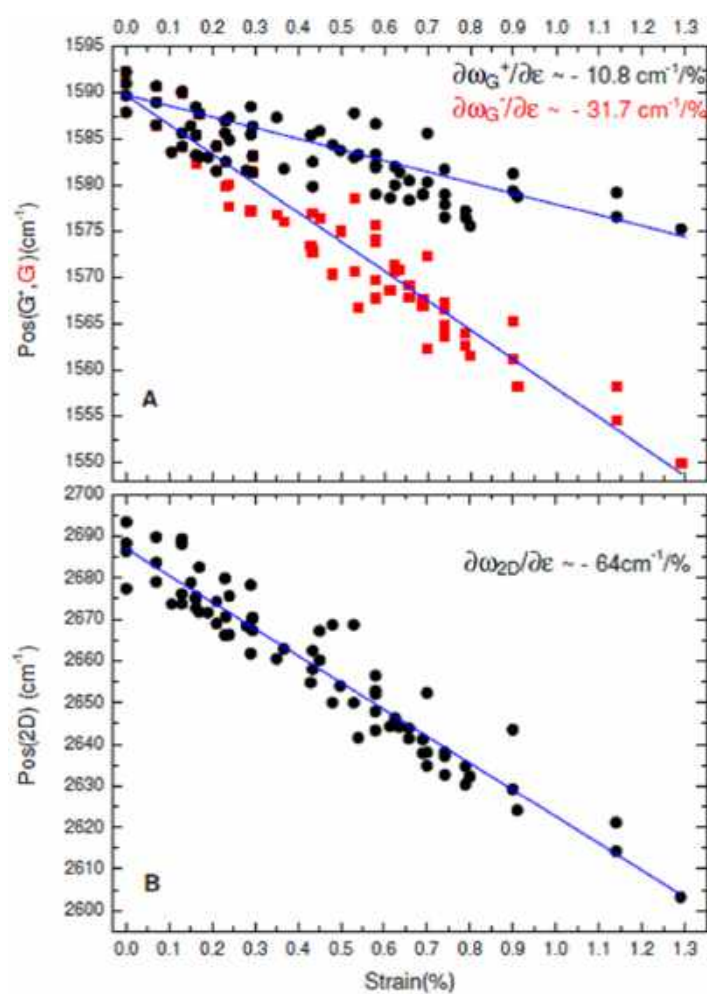 0.0 0.1 0.2 0.3 0.4 0.5 0.6 0.7 0.8 0.9 1.0 1.1 1.2 1.3
1595
1590
1585
1580
1575
1570
1565
1560
1555
1550
Pos(G⁺,G⁻)(cm⁻¹)
∂ω_G⁺/∂ε ~ - 10.8 cm⁻¹/%
∂ω_G⁻/∂ε ~ - 31.7 cm⁻¹/%
A
2700
2690
2680
2670
2660
2650
2640
2630
2620
2610
2600
Pos(2D) (cm⁻¹)
∂ω₂D/∂ε ~ - 64cm⁻¹/%
B
0.0 0.1 0.2 0.3 0.4 0.5 0.6 0.7 0.8 0.9 1.0 1.1 1.2 1.3
Strain(%)